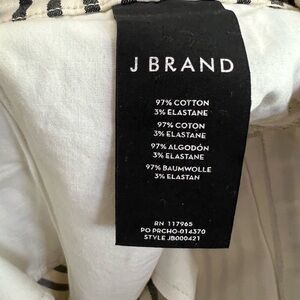 J BRAND
97% COTTON
3% ELASTANE
97% COTON
3% ELASTANE
97% ALGODÓN
3% ELASTANE
97% BAUMWOLLE
3% ELASTAN
RN 117965
PO PRCHO-014370
STYLE JB000421